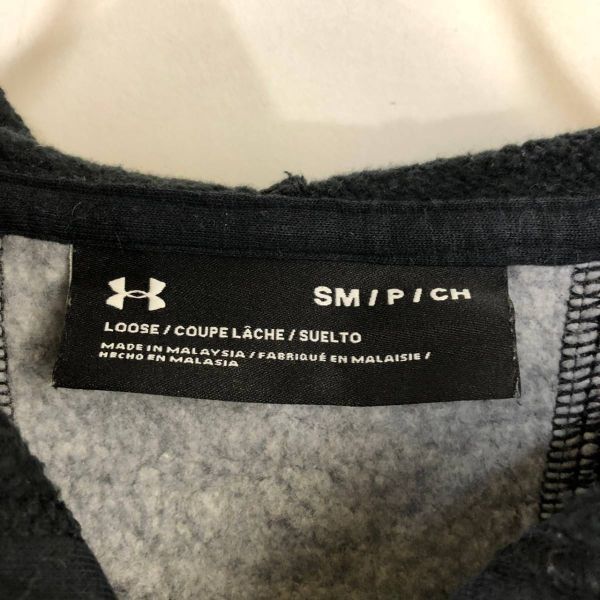 SM / P / CH
LOOSE / COUPE LÂCHE / SUELTO
MADE IN MALAYSIA / FABRIQUÉ EN MALAISIE /
HECHO EN MALASIA